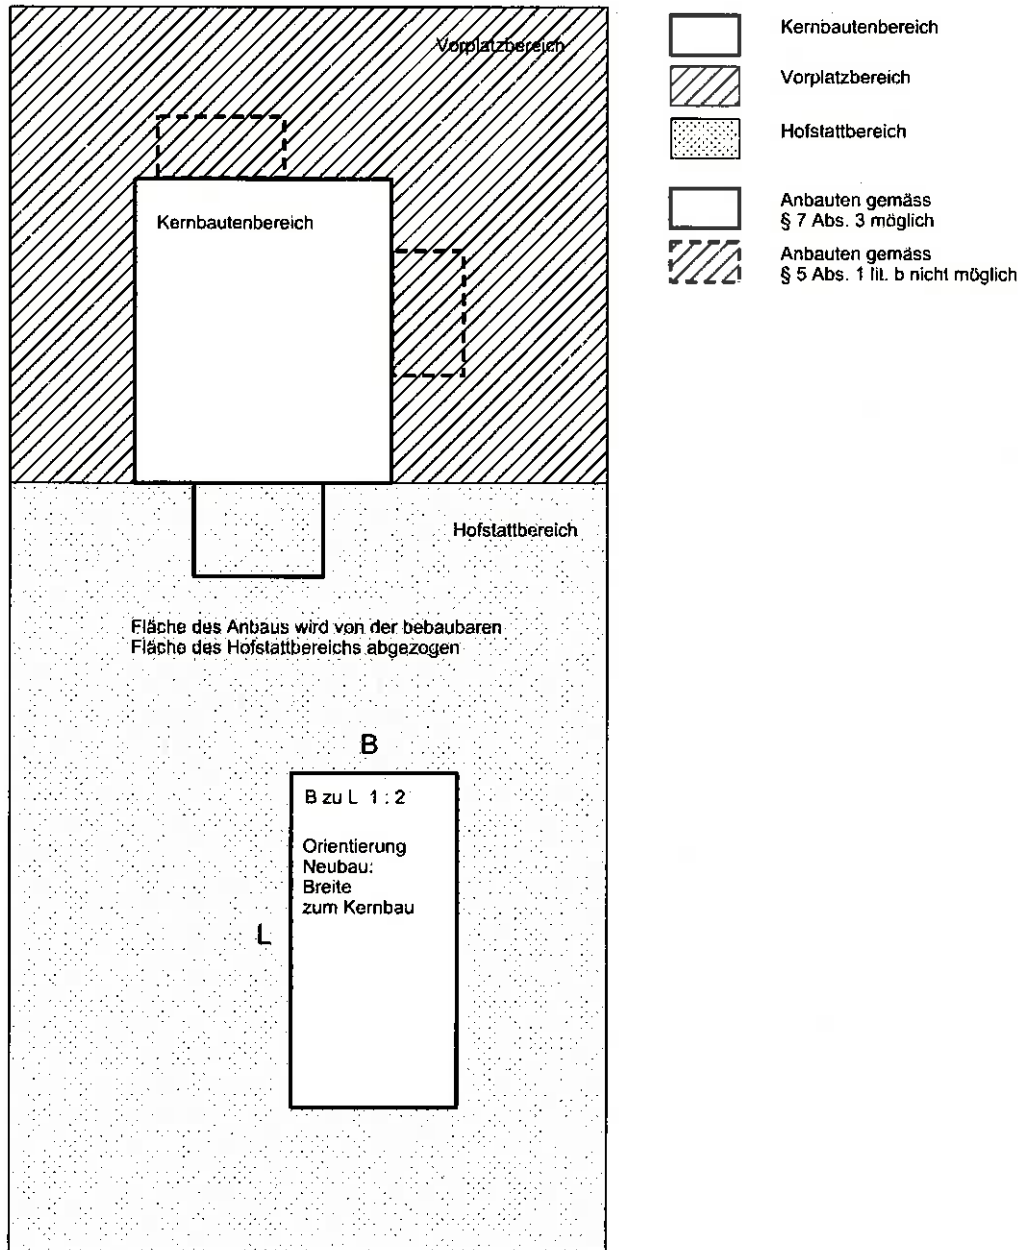 Vorplatzbereich
Kernbautenbereich
Hofstattbereich
Fläche des Anbaus wird von der bebaubaren
Fläche des Hofstattbereichs abgezogen
B
B zu L 1 : 2
Orientierung
Neubau:
Breite
zum Kernbau
L
Kernbautenbereich
Vorplatzbereich
Hofstattbereich
Anbauten gemäss
§ 7 Abs. 3 möglich
Anbauten gemäss
§ 5 Abs. 1 lit. b nicht möglich